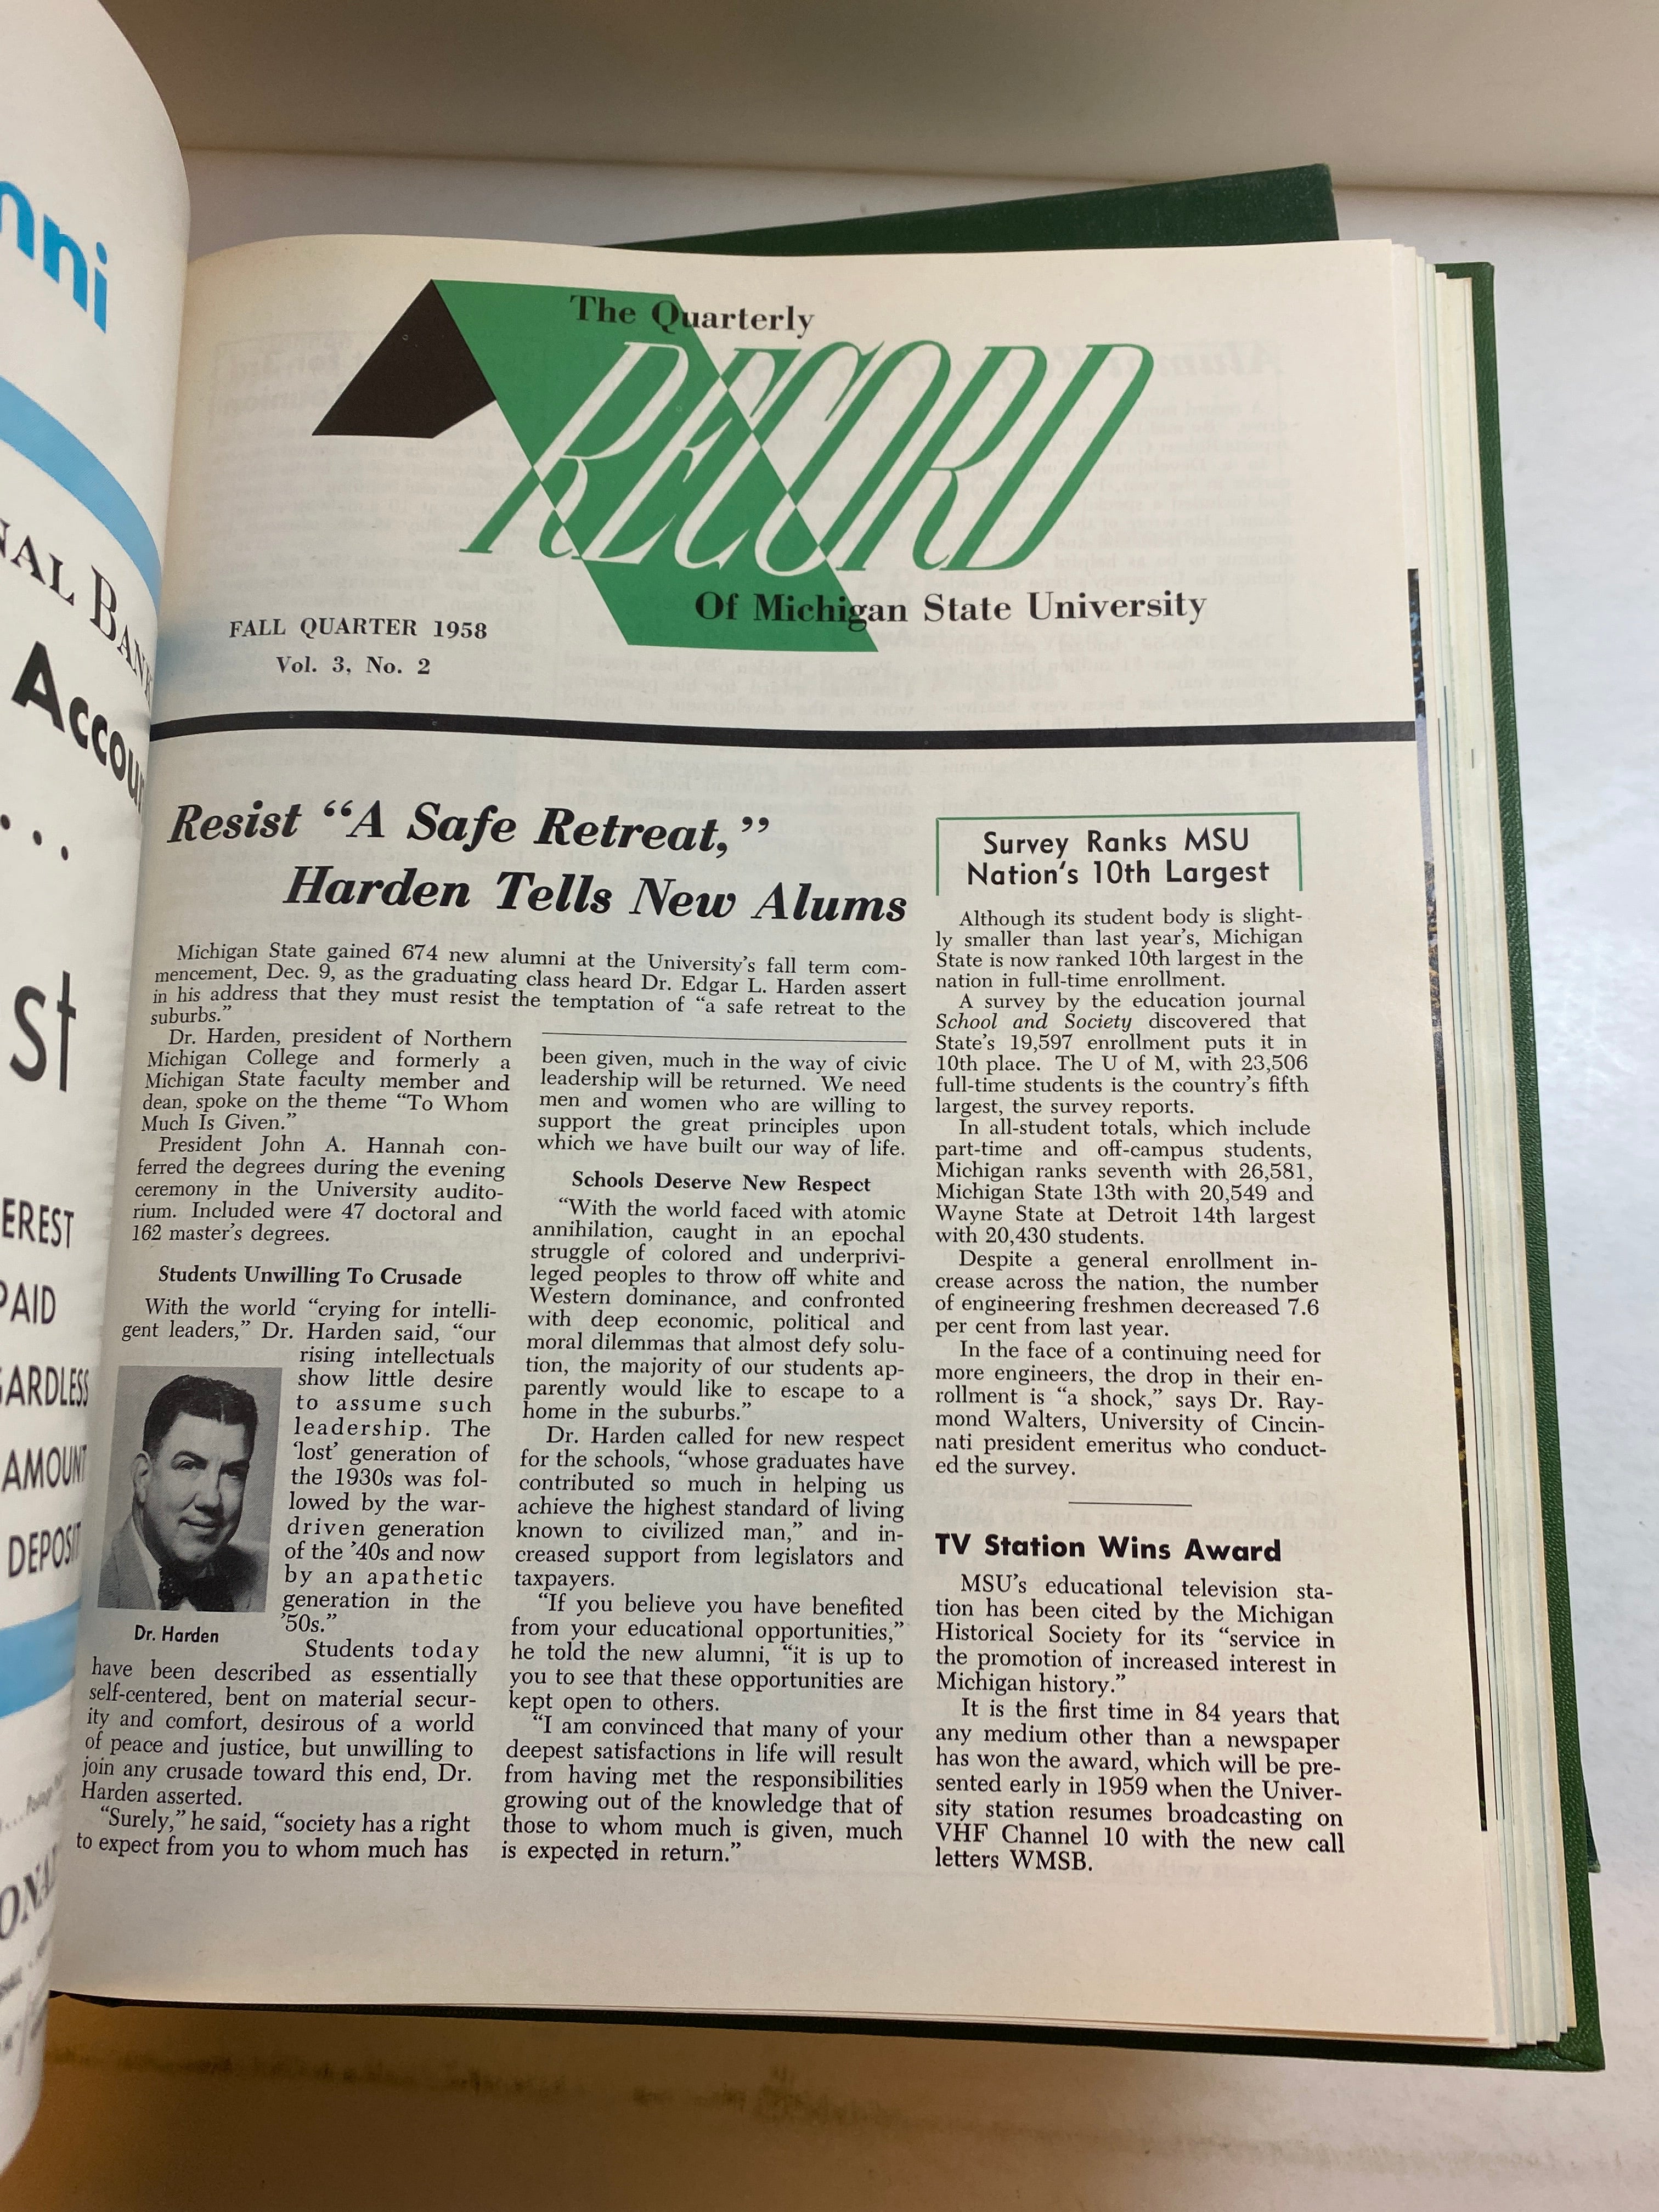 nni
NAL BANK
ACCOU
...
st
EREST
PAID
GARDLESS
AMOUNT
DEPOSIT
The Quarterly
RECORD
Of Michigan State University
FALL QUARTER 1958
Vol. 3, No. 2
Resist “A Safe Retreat,”
Harden Tells New Alums
Michigan State gained 674 new alumni at the University's fall term com-
mencement, Dec. 9, as the graduating class heard Dr. Edgar L. Harden assert
in his address that they must resist the temptation of “a safe retreat to the
suburbs.”
Dr. Harden, president of Northern
Michigan College and formerly a
Michigan State faculty member and
dean, spoke on the theme “To Whom
Much Is Given.”
President John A. Hannah con-
ferred the degrees during the evening
ceremony in the University audito-
rium. Included were 47 doctoral and
162 master's degrees.
Students Unwilling To Crusade
With the world “crying for intelli-
gent leaders,” Dr. Harden said, “our
rising intellectuals
show little desire
to assume such
leadership. The
'lost' generation of
the 1930s was fol-
lowed by the war-
driven generation
of the '40s and now
by an apathetic
generation in the
'50s.”
Dr. Harden
Students today
have been described as essentially
self-centered, bent on material secur-
ity and comfort, desirous of a world
of peace and justice, but unwilling to
join any crusade toward this end, Dr.
Harden asserted.
“Surely,” he said, “society has a right
to expect from you to whom much has
been given, much in the way of civic
leadership will be returned. We need
men and women who are willing to
support the great principles upon
which we have built our way of life.
Schools Deserve New Respect
“With the world faced with atomic
annihilation, caught in an epochal
struggle of colored and underprivi-
leged peoples to throw off white and
Western dominance, and confronted
with deep economic, political and
moral dilemmas that almost defy solu-
tion, the majority of our students ap-
parently would like to escape to a
home in the suburbs.”
Dr. Harden called for new respect
for the schools, “whose graduates have
contributed so much in helping us
achieve the highest standard of living
known to civilized man,” and in-
creased support from legislators and
taxpayers.
“If you believe you have benefited
from your educational opportunities,”
he told the new alumni, “it is up to
you to see that these opportunities are
kept open to others.
“I am convinced that many of your
deepest satisfactions in life will result
from having met the responsibilities
growing out of the knowledge that of
those to whom much is given, much
is expected in return.”
Survey Ranks MSU
Nation's 10th Largest
Although its student body is slight-
ly smaller than last year's, Michigan
State is now ranked 10th largest in the
nation in full-time enrollment.
A survey by the education journal
School and Society discovered that
State's 19,597 enrollment puts it in
10th place. The U of M, with 23,506
full-time students is the country's fifth
largest, the survey reports.
In all-student totals, which include
part-time and off-campus students,
Michigan ranks seventh with 26,581,
Michigan State 13th with 20,549 and
Wayne State at Detroit 14th largest
with 20,430 students.
Despite a general enrollment in-
crease across the nation, the number
of engineering freshmen decreased 7.6
per cent from last year.
In the face of a continuing need for
more engineers, the drop in their en-
rollment is “a shock,” says Dr. Ray-
mond Walters, University of Cincin-
nati president emeritus who conduct-
ed the survey.
TV Station Wins Award
MSU's educational television sta-
tion has been cited by the Michigan
Historical Society for its “service in
the promotion of increased interest in
Michigan history.”
It is the first time in 84 years that
any medium other than a newspaper
has won the award, which will be pre-
sented early in 1959 when the Univer-
sity station resumes broadcasting on
VHF Channel 10 with the new call
letters WMSB.